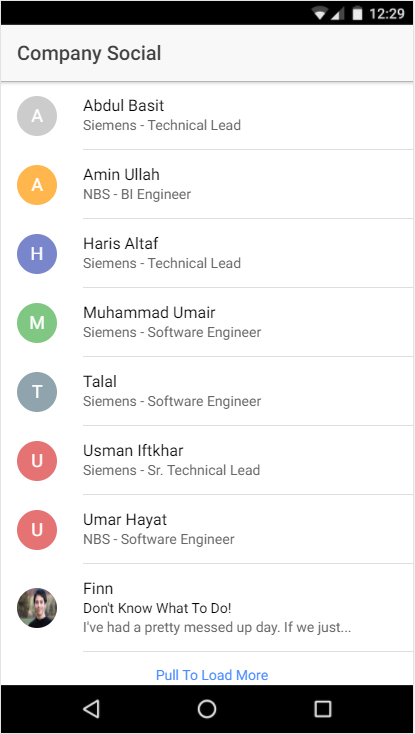 12:29
Company Social
A
Abdul Basit
Siemens - Technical Lead
A
Amin Ullah
NBS - BI Engineer
H
Haris Altaf
Siemens - Technical Lead
M
Muhammad Umair
Siemens - Software Engineer
T
Talal
Siemens - Software Engineer
U
Usman Iftkhar
Siemens - Sr. Technical Lead
U
Umar Hayat
NBS - Software Engineer
Finn
Don't Know What To Do!
I've had a pretty messed up day. If we just...
Pull To Load More